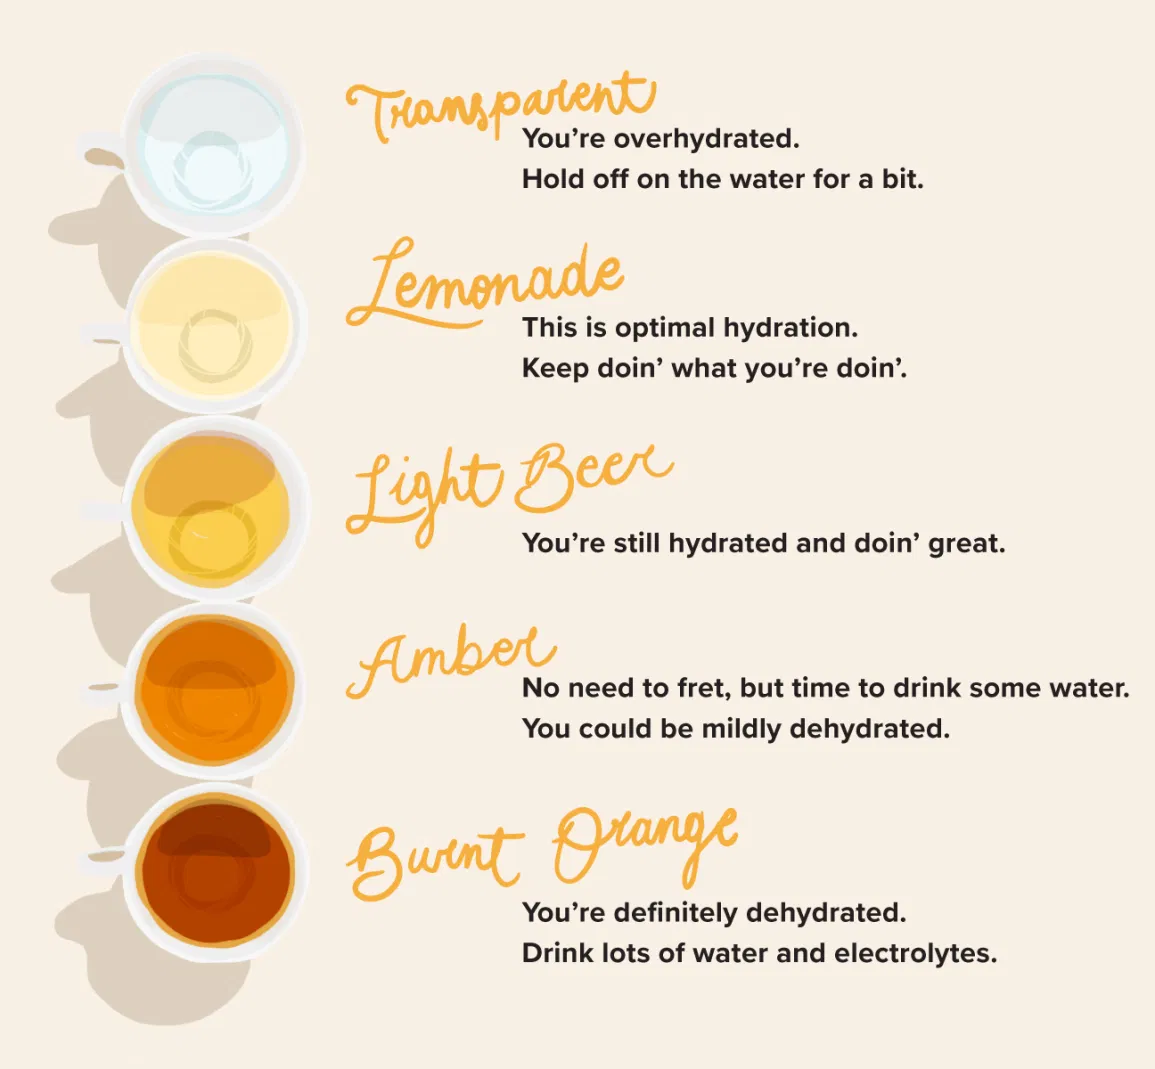 Transparent
You’re overhydrated.
Hold off on the water for a bit.
Lemonade
This is optimal hydration.
Keep doin’ what you’re doin’.
Light Beer
You’re still hydrated and doin’ great.
Amber
No need to fret, but time to drink some water.
You could be mildly dehydrated.
Burnt Orange
You’re definitely dehydrated.
Drink lots of water and electrolytes.